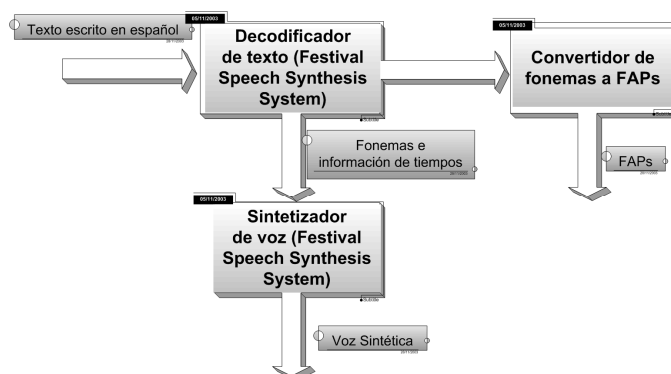 05/11/2003
Texto escrito en español
Decodificador
de texto (Festival
Speech Synthesis
System)
05/11/2003
Convertidor de
fonemas a FAPs
Fonemas e
información de tiempos
FAPs
05/11/2003
Sintetizador
de voz (Festival
Speech Synthesis
System)
Voz Sintética